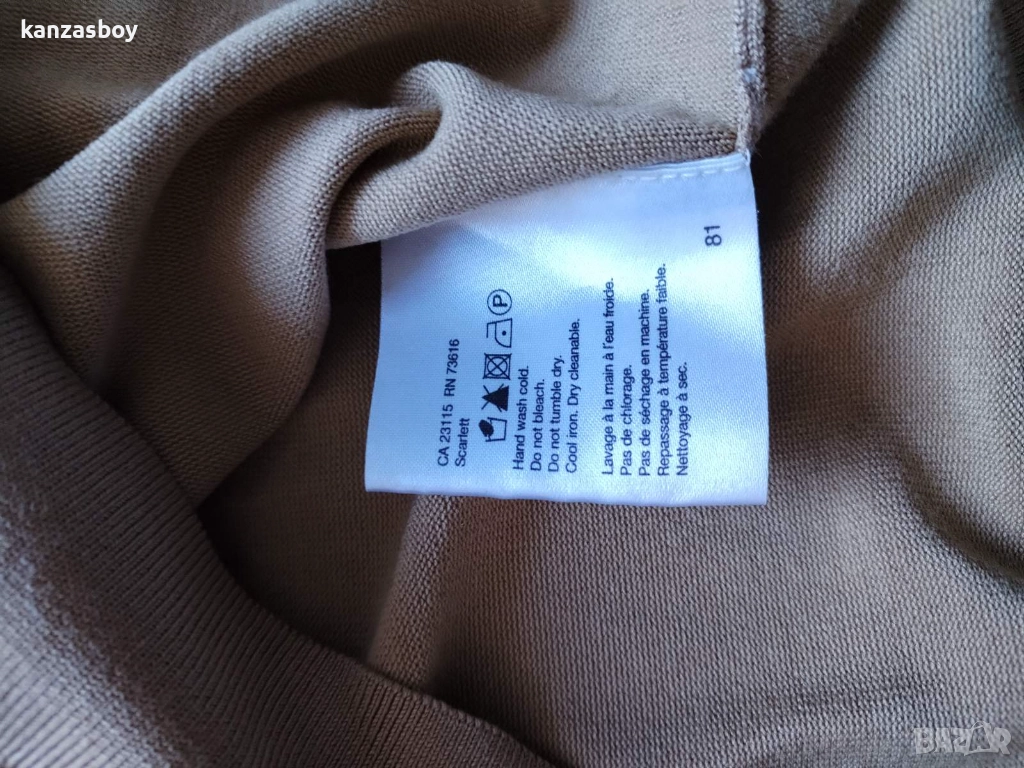 kanzasboy
CA 23115 RN 73616
Scarlett
P
Hand wash cold.
Do not bleach.
Do not tumble dry.
Cool iron. Dry cleanable.
Lavage à la main à l'eau froide.
Pas de chlorage.
Pas de séchage en machine.
Repassage à température faible.
Nettoyage à sec.
81
BAZAR